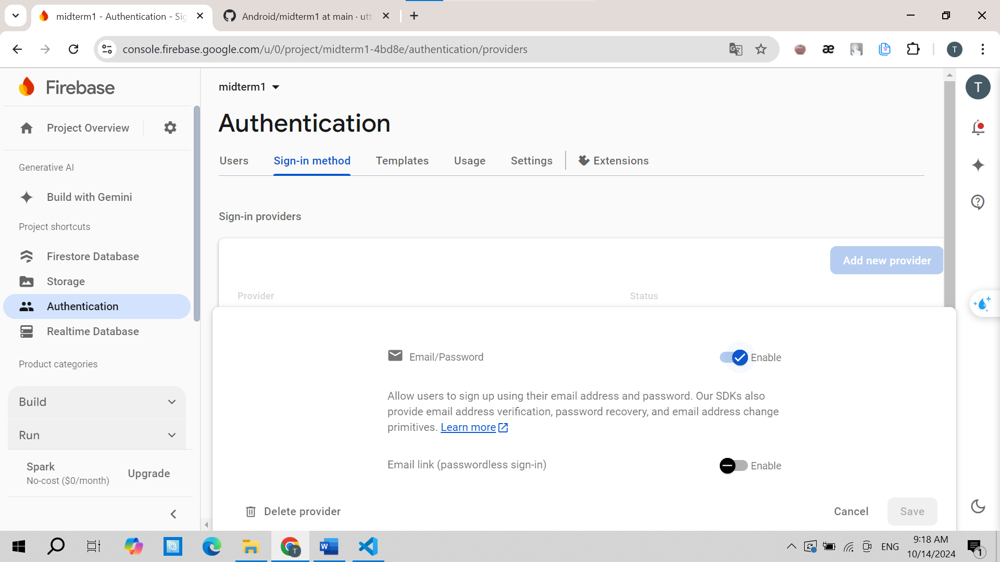 midterm1 - Authentication - Sig
Android/midterm1 at main · utt
console.firebase.google.com/u/0/project/midterm1-4bd8e/authentication/providers
T
Firebase
midterm1
T
Project Overview
Authentication
Users
Sign-in method
Templates
Usage
Settings
Extensions
Generative AI
Build with Gemini
Project shortcuts
Sign-in providers
Firestore Database
Add new provider
Storage
Provider
Status
Authentication
Realtime Database
Email/Password
Enable
Product categories
Build
Allow users to sign up using their email address and password. Our SDKs also
provide email address verification, password recovery, and email address change
primitives. Learn more
Run
Email link (passwordless sign-in)
Enable
Spark
No-cost ($0/month)
Upgrade
Delete provider
Cancel
Save
T
W
ENG
9:18 AM
10/14/2024
1